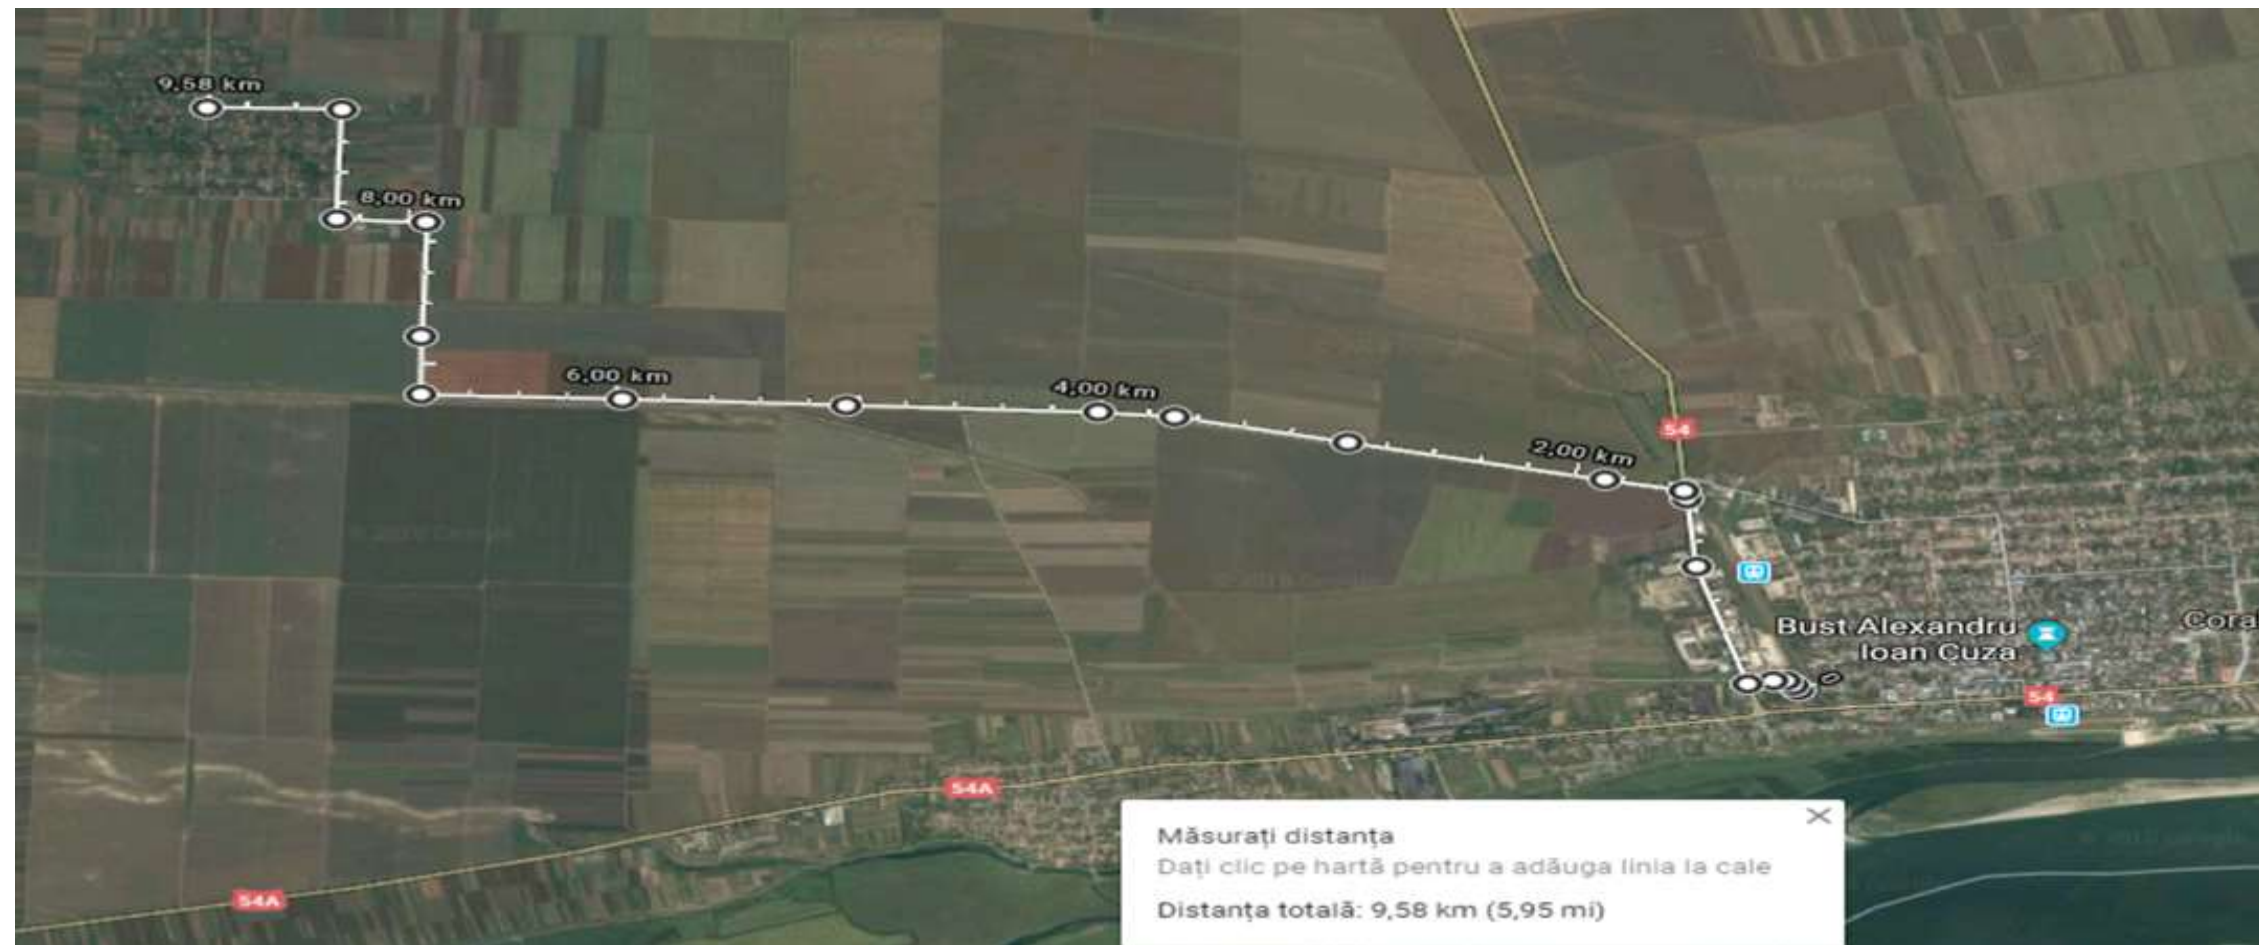 9,58 km
8,00 km
6,00 km
4,00 km
2,00 km
54
Bust Alexandru
Ioan Cuza
Cora
0
54
54A
54A
Măsurați distanța
Dați clic pe hartă pentru a adăuga linia la cale
Distanța totală: 9,58 km (5,95 mi)